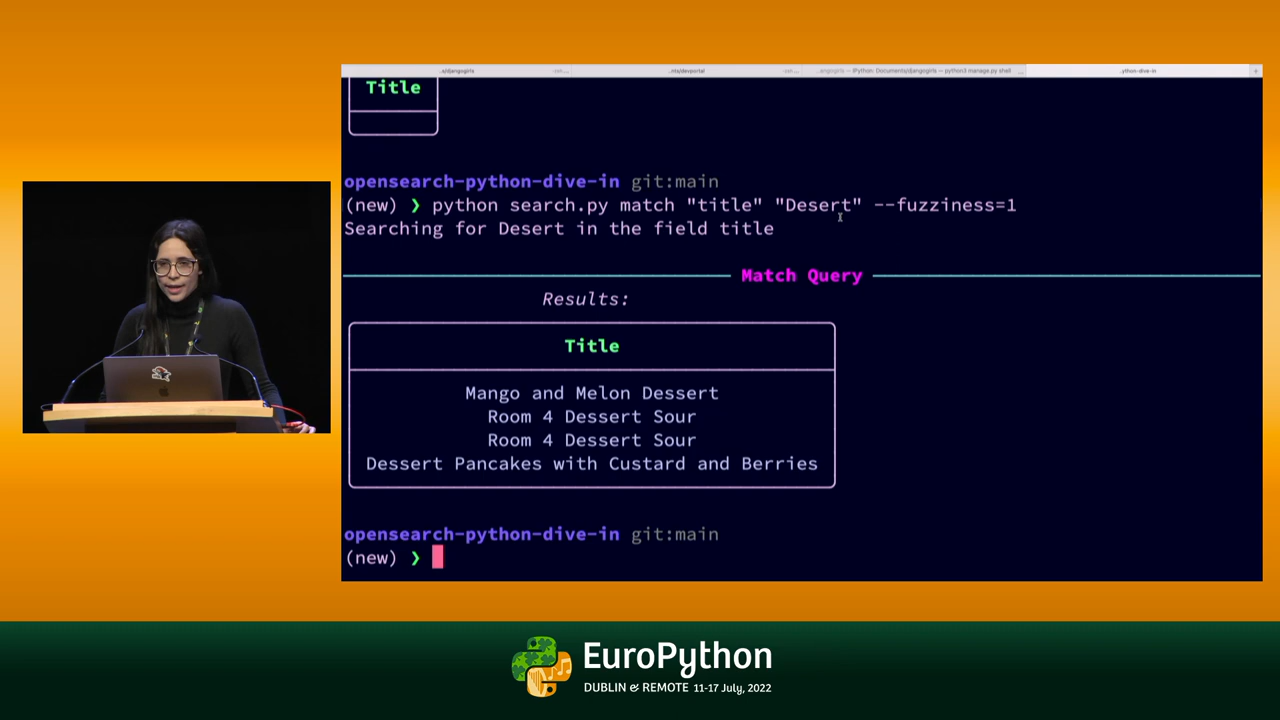 Title
opensearch-python-dive-in git:main
(new) ❯ python search.py match "title" "Desert" --fuzziness=1
Searching for Desert in the field title
Match Query
Results:
Title
Mango and Melon Dessert
Room 4 Dessert Sour
Room 4 Dessert Sour
Dessert Pancakes with Custard and Berries
opensearch-python-dive-in git:main
(new) ❯
EuroPython
DUBLIN & REMOTE 11-17 July, 2022